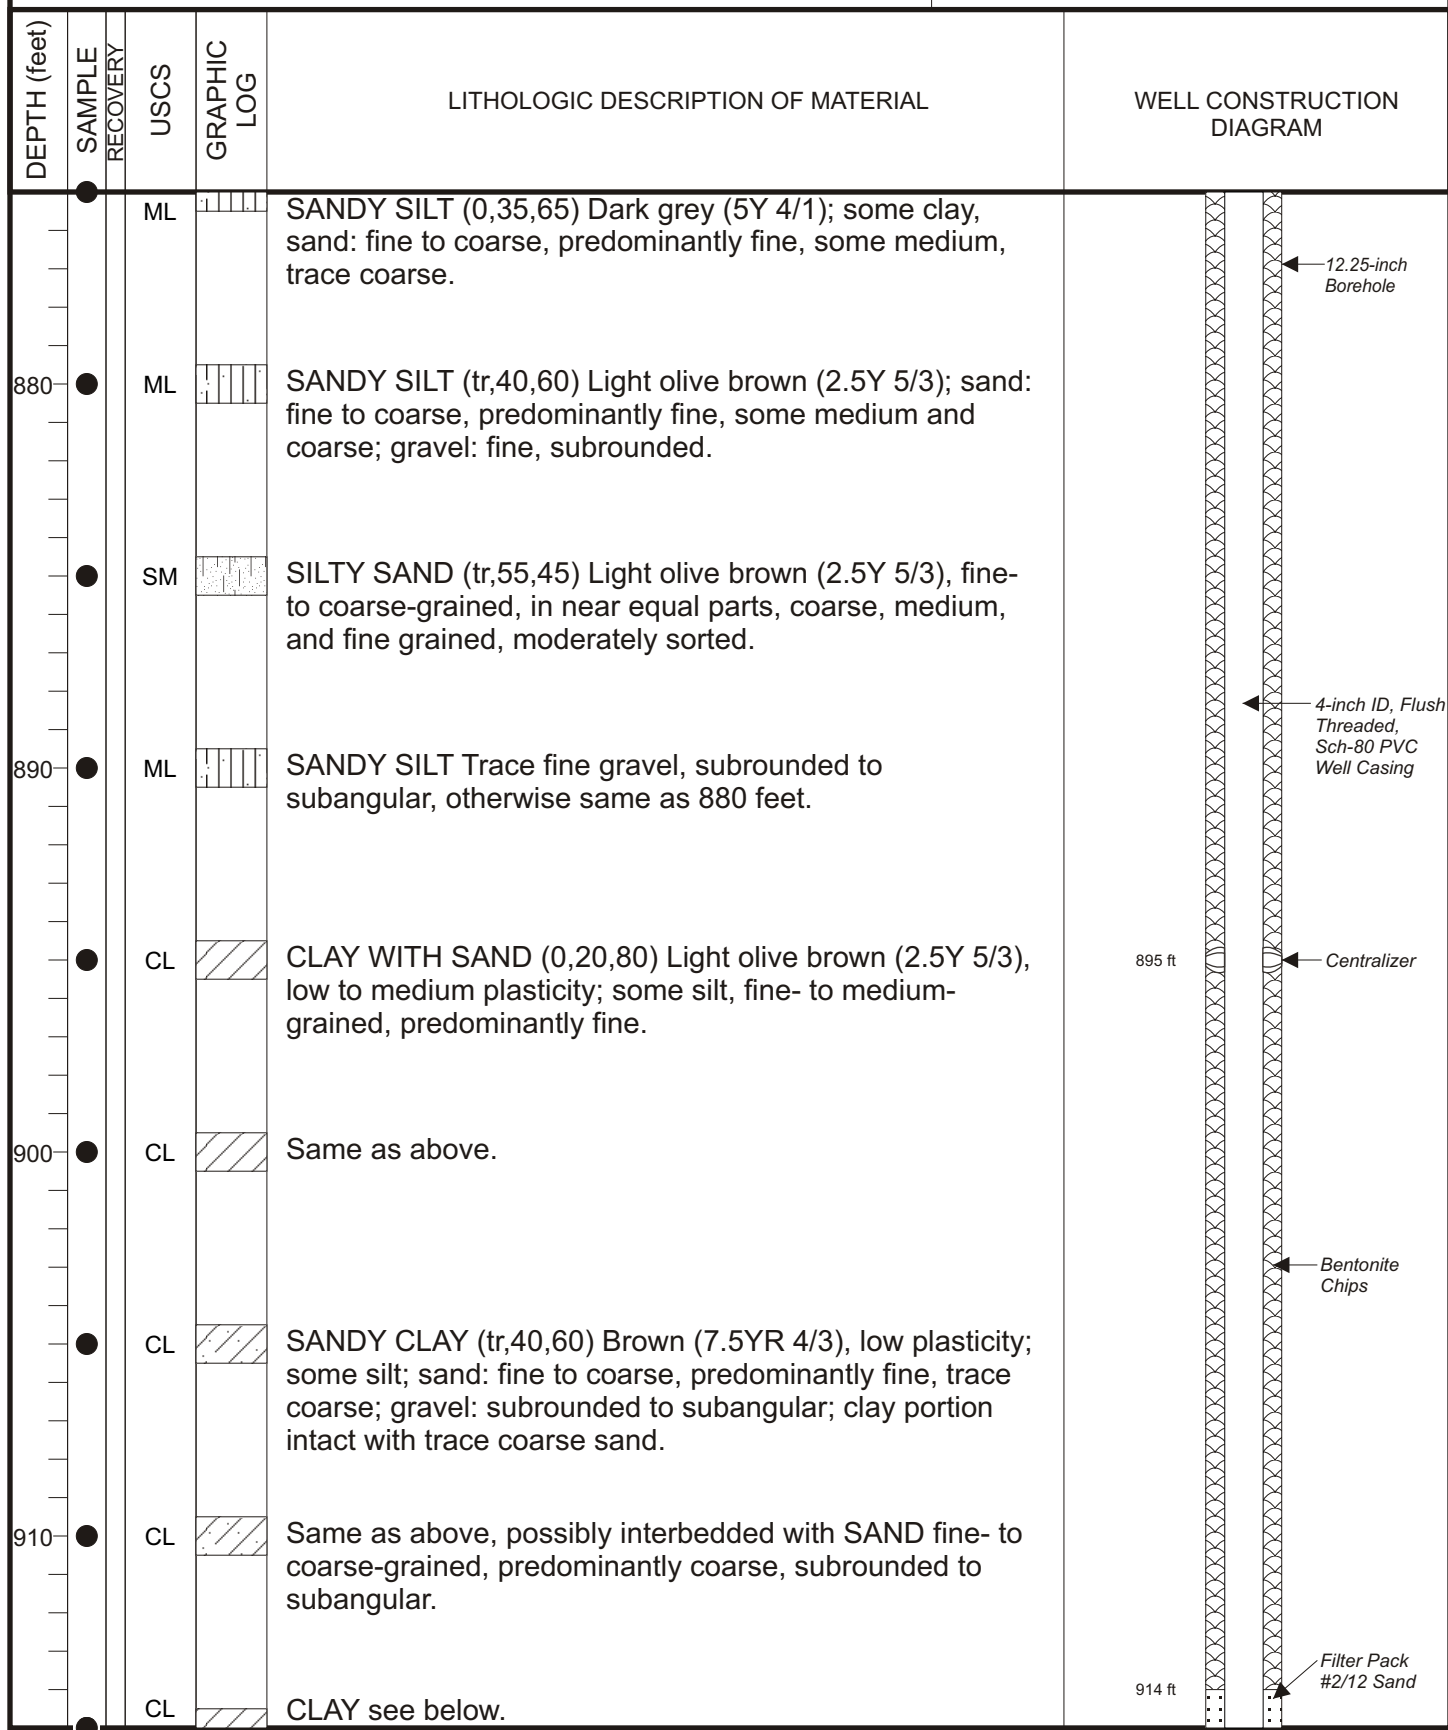 DEPTH (feet)
SAMPLE
RECOVERY
USCS
GRAPHIC
LOG
LITHOLOGIC DESCRIPTION OF MATERIAL
WELL CONSTRUCTION
DIAGRAM
ML
SANDY SILT (0,35,65) Dark grey (5Y 4/1); some clay,
sand: fine to coarse, predominantly fine, some medium,
trace coarse.
12.25-inch
Borehole
880
ML
SANDY SILT (tr,40,60) Light olive brown (2.5Y 5/3); sand:
fine to coarse, predominantly fine, some medium and
coarse; gravel: fine, subrounded.
SM
SILTY SAND (tr,55,45) Light olive brown (2.5Y 5/3), fine-
to coarse-grained, in near equal parts, coarse, medium,
and fine grained, moderately sorted.
4-inch ID, Flush
Threaded,
Sch-80 PVC
Well Casing
890
ML
SANDY SILT Trace fine gravel, subrounded to
subangular, otherwise same as 880 feet.
CL
CLAY WITH SAND (0,20,80) Light olive brown (2.5Y 5/3),
low to medium plasticity; some silt, fine- to medium-
grained, predominantly fine.
895 ft
Centralizer
900
CL
Same as above.
Bentonite
Chips
CL
SANDY CLAY (tr,40,60) Brown (7.5YR 4/3), low plasticity;
some silt; sand: fine to coarse, predominantly fine, trace
coarse; gravel: subrounded to subangular; clay portion
intact with trace coarse sand.
910
CL
Same as above, possibly interbedded with SAND fine- to
coarse-grained, predominantly coarse, subrounded to
subangular.
914 ft
Filter Pack
#2/12 Sand
CL
CLAY see below.